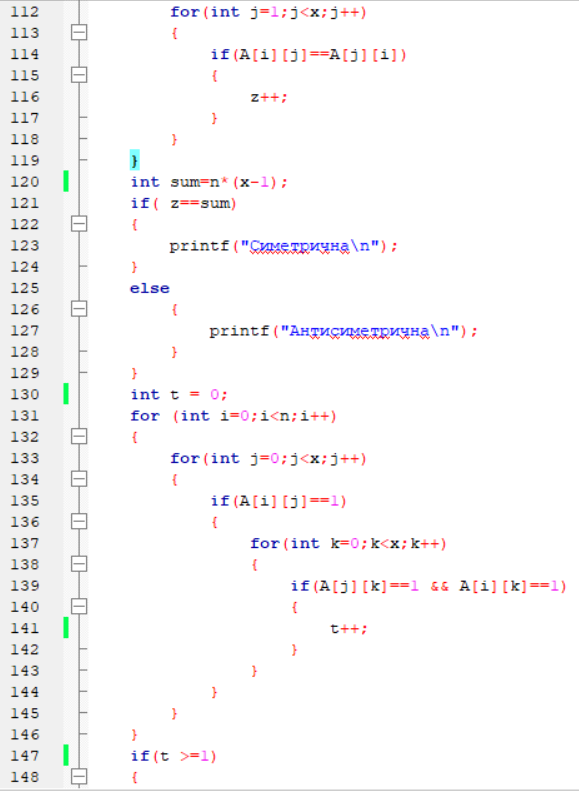 112 for(int j=1;j<x;j++)
113 {
114 if(A[i][j]==A[j][i])
115 {
116 z++;
117 }
118 }
119 }
120 int sum=n*(x-1);
121 if( z==sum)
122 {
123 printf("Симетрична\n");
124 }
125 else
126 {
127 printf("Антисиметрична\n");
128 }
129 }
130 int t = 0;
131 for (int i=0;i<n;i++)
132 {
133 for(int j=0;j<x;j++)
134 {
135 if(A[i][j]==1)
136 {
137 for(int k=0;k<x;k++)
138 {
139 if(A[j][k]==1 && A[i][k]==1)
140 {
141 t++;
142 }
143 }
144 }
145 }
146 }
147 if(t >=1)
148 {